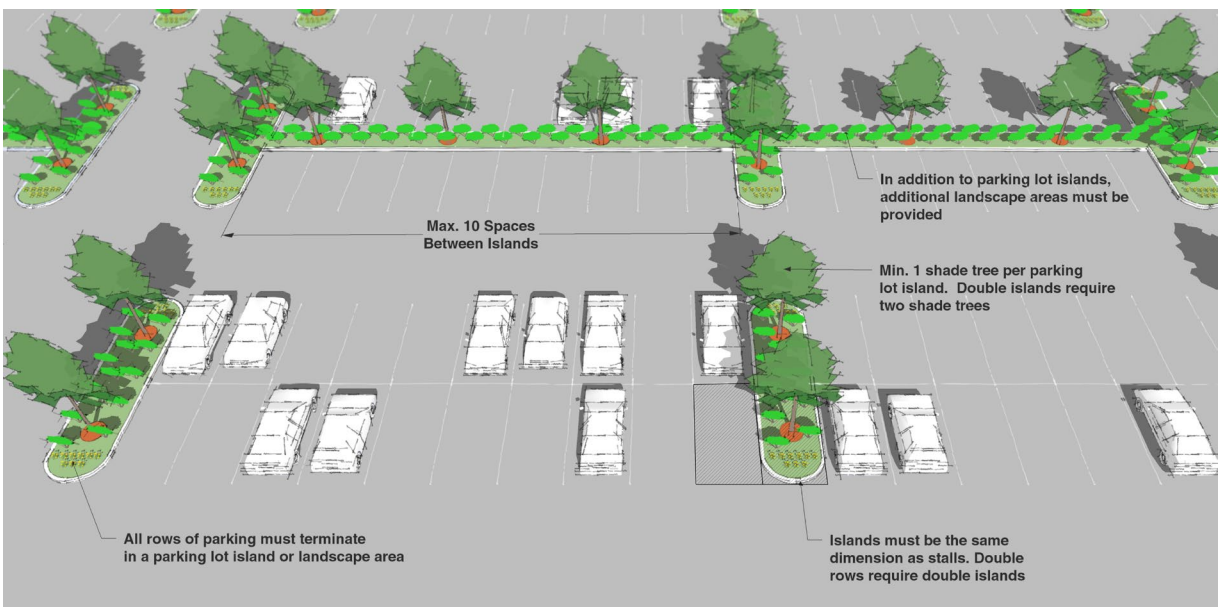 In addition to parking lot islands,
additional landscape areas must be
provided
Max. 10 Spaces
Between Islands
Min. 1 shade tree per parking
lot island.  Double islands require
two shade trees
All rows of parking must terminate
in a parking lot island or landscape area
Islands must be the same
dimension as stalls. Double
rows require double islands